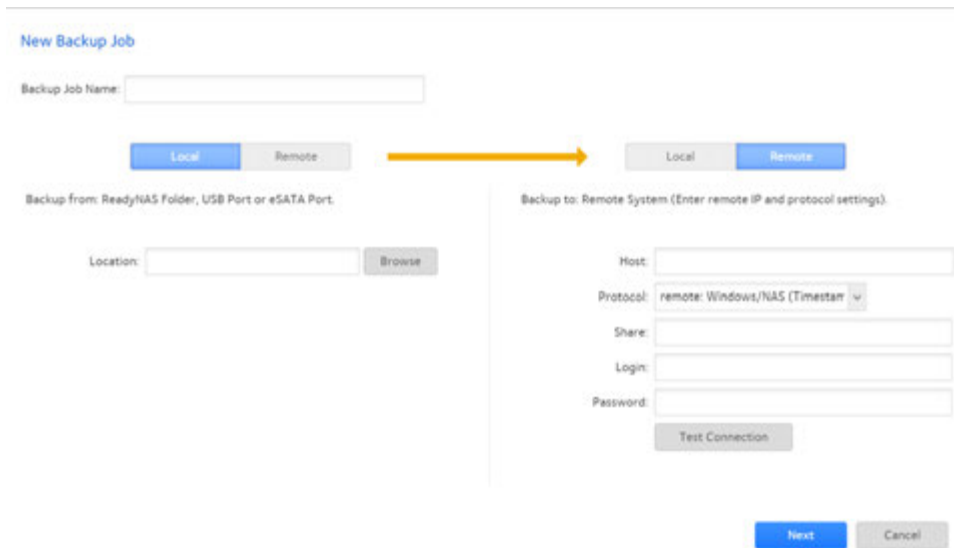 New Backup Job
Backup Job Name:
Local Remote Local Remote
Backup from: ReadyNAS Folder, USB Port or eSATA Port.
Backup to: Remote System (Enter remote IP and protocol settings).
Location: Browse
Host:
Protocol: remote: Windows/NAS (Timestam
Share:
Login:
Password:
Test Connection
Next Cancel